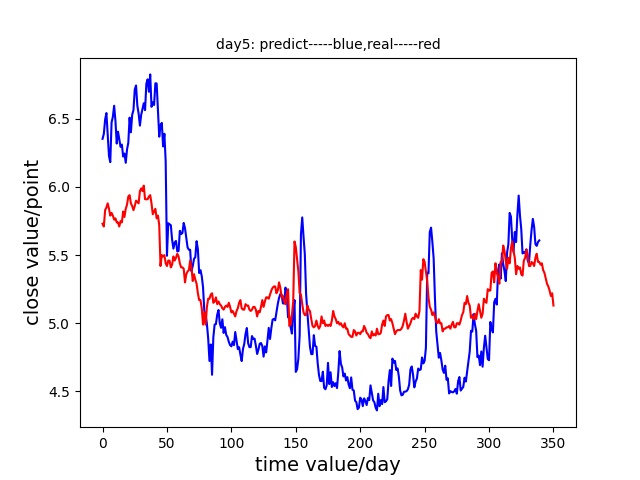 day5: predict-----blue,real-----red
close value/point
6.5
6.0
5.5
5.0
4.5
0 50 100 150 200 250 300 350
time value/day